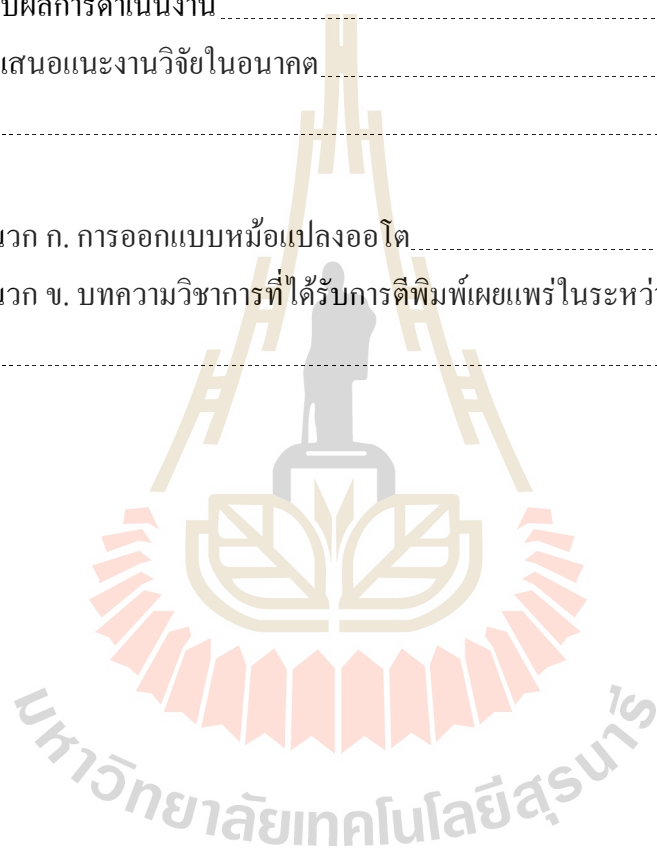 บผลการดำเนินงาน
เสนอแนะงานวิจัยในอนาคต
นวก ก. การออกแบบหม้อแปลงออโต
นวก ข. บทความวิชาการที่ได้รับการตีพิมพ์เผยแพร่ในระหว่
มหาวิทยาลัยเทคโนโลยีสุรนารี